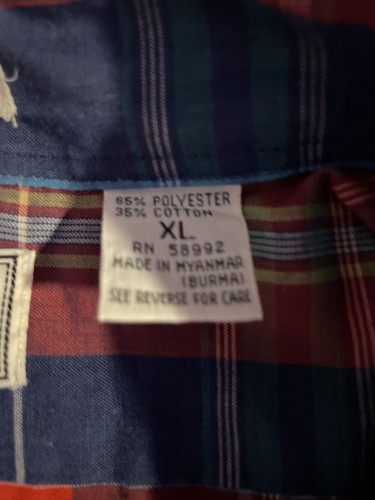 65% POLYESTER
35% COTTON
XL
RN 58992
MADE IN MYANMAR
(BURMA)
SEE REVERSE FOR CARE